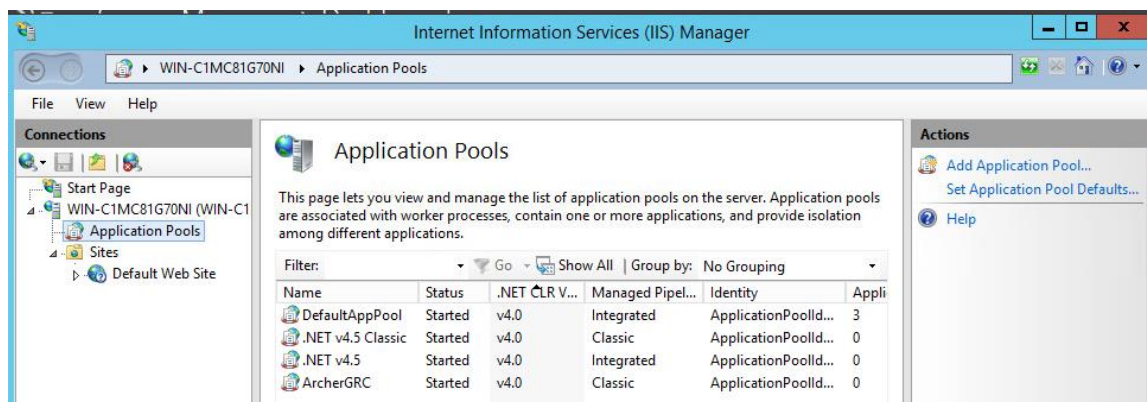 Internet Information Services (IIS) Manager
WIN-C1MC81G70NI Application Pools
File View Help
Connections
Start Page
WIN-C1MC81G70NI (WIN-C1
Application Pools
Sites
Default Web Site
Application Pools
This page lets you view and manage the list of application pools on the server. Application pools
are associated with worker processes, contain one or more applications, and provide isolation
among different applications.
Filter: Go Show All Group by: No Grouping
Name Status .NET CLR V... Managed Pipel... Identity Appli
DefaultAppPool Started v4.0 Integrated ApplicationPoolId... 3
.NET v4.5 Classic Started v4.0 Classic ApplicationPoolId... 0
.NET v4.5 Started v4.0 Integrated ApplicationPoolId... 0
ArcherGRC Started v4.0 Classic ApplicationPoolId... 0
Actions
Add Application Pool...
Set Application Pool Defaults...
Help